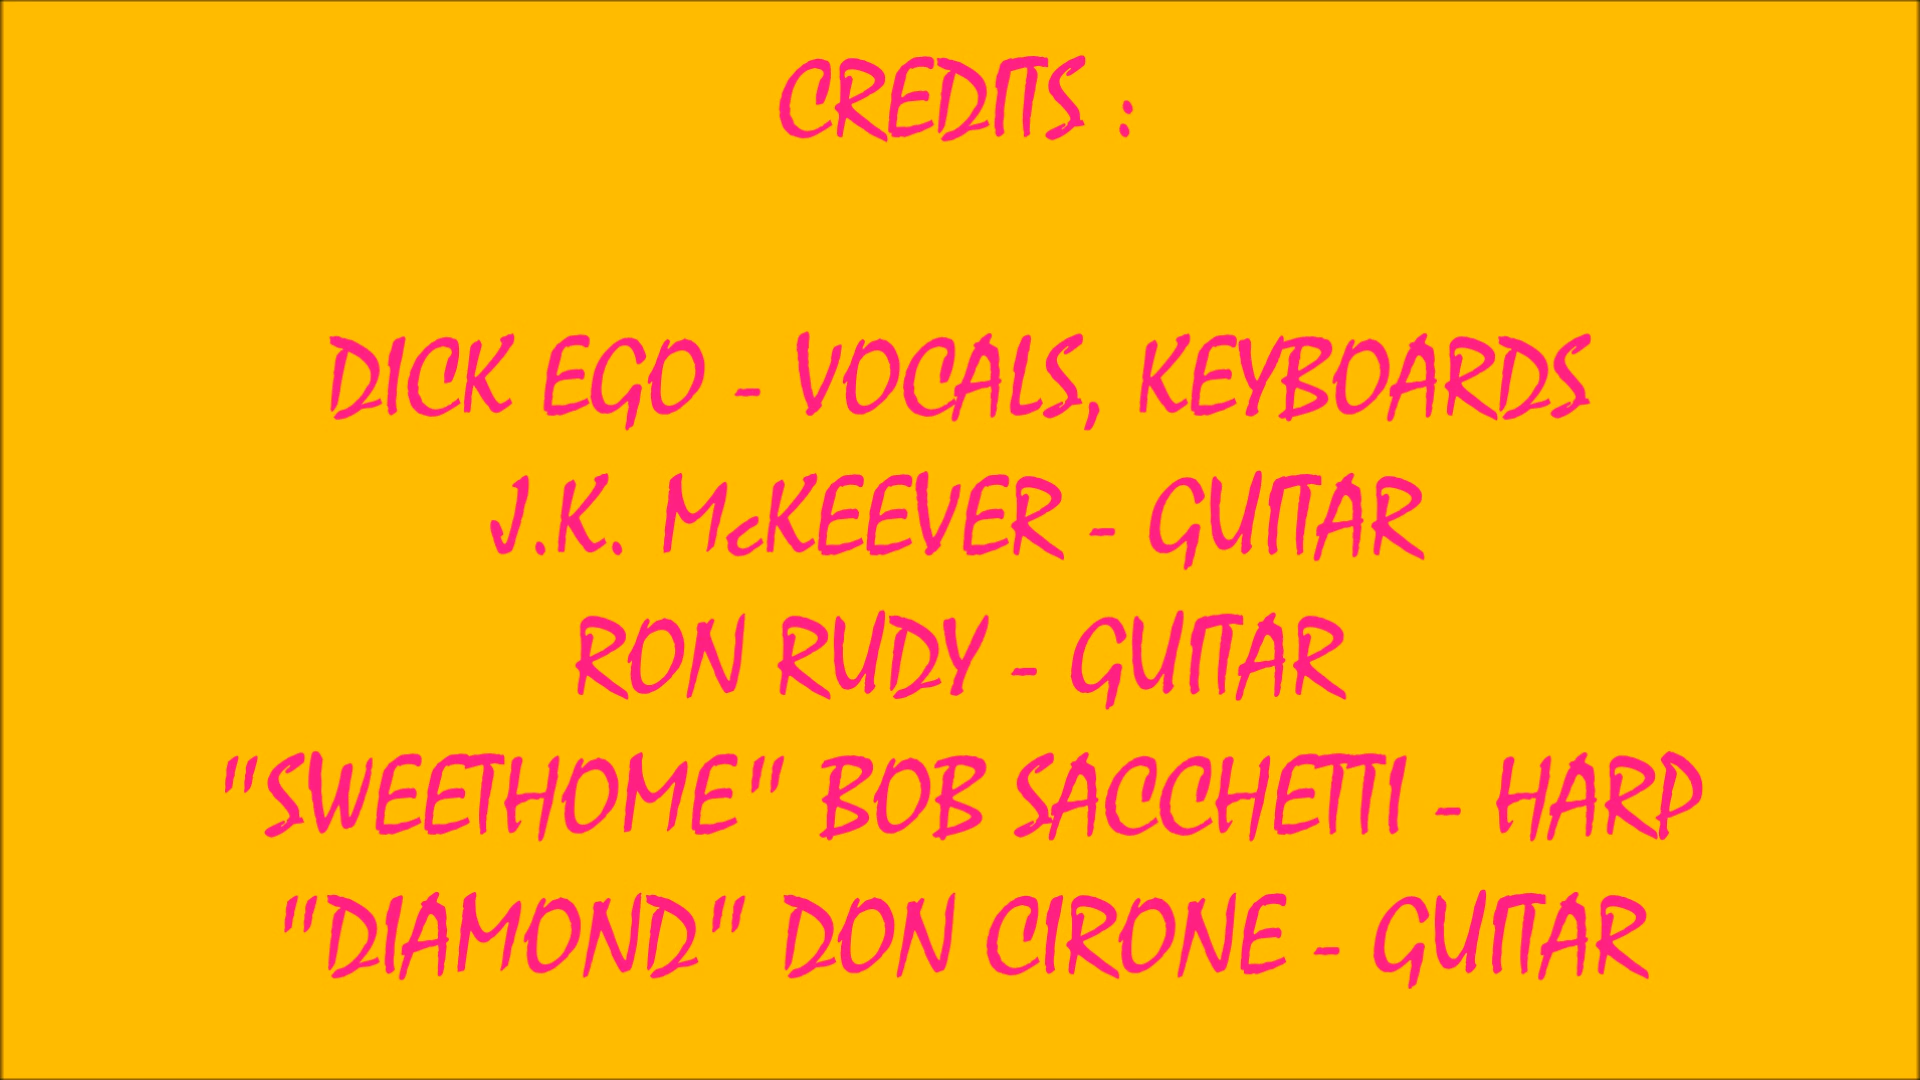 CREDITS :
DICK EGO - VOCALS, KEYBOARDS
J.K. McKEEVER - GUITAR
RON RUDY - GUITAR
"SWEETHOME" BOB SACCHETTI - HARP
"DIAMOND" DON CIRONE - GUITAR